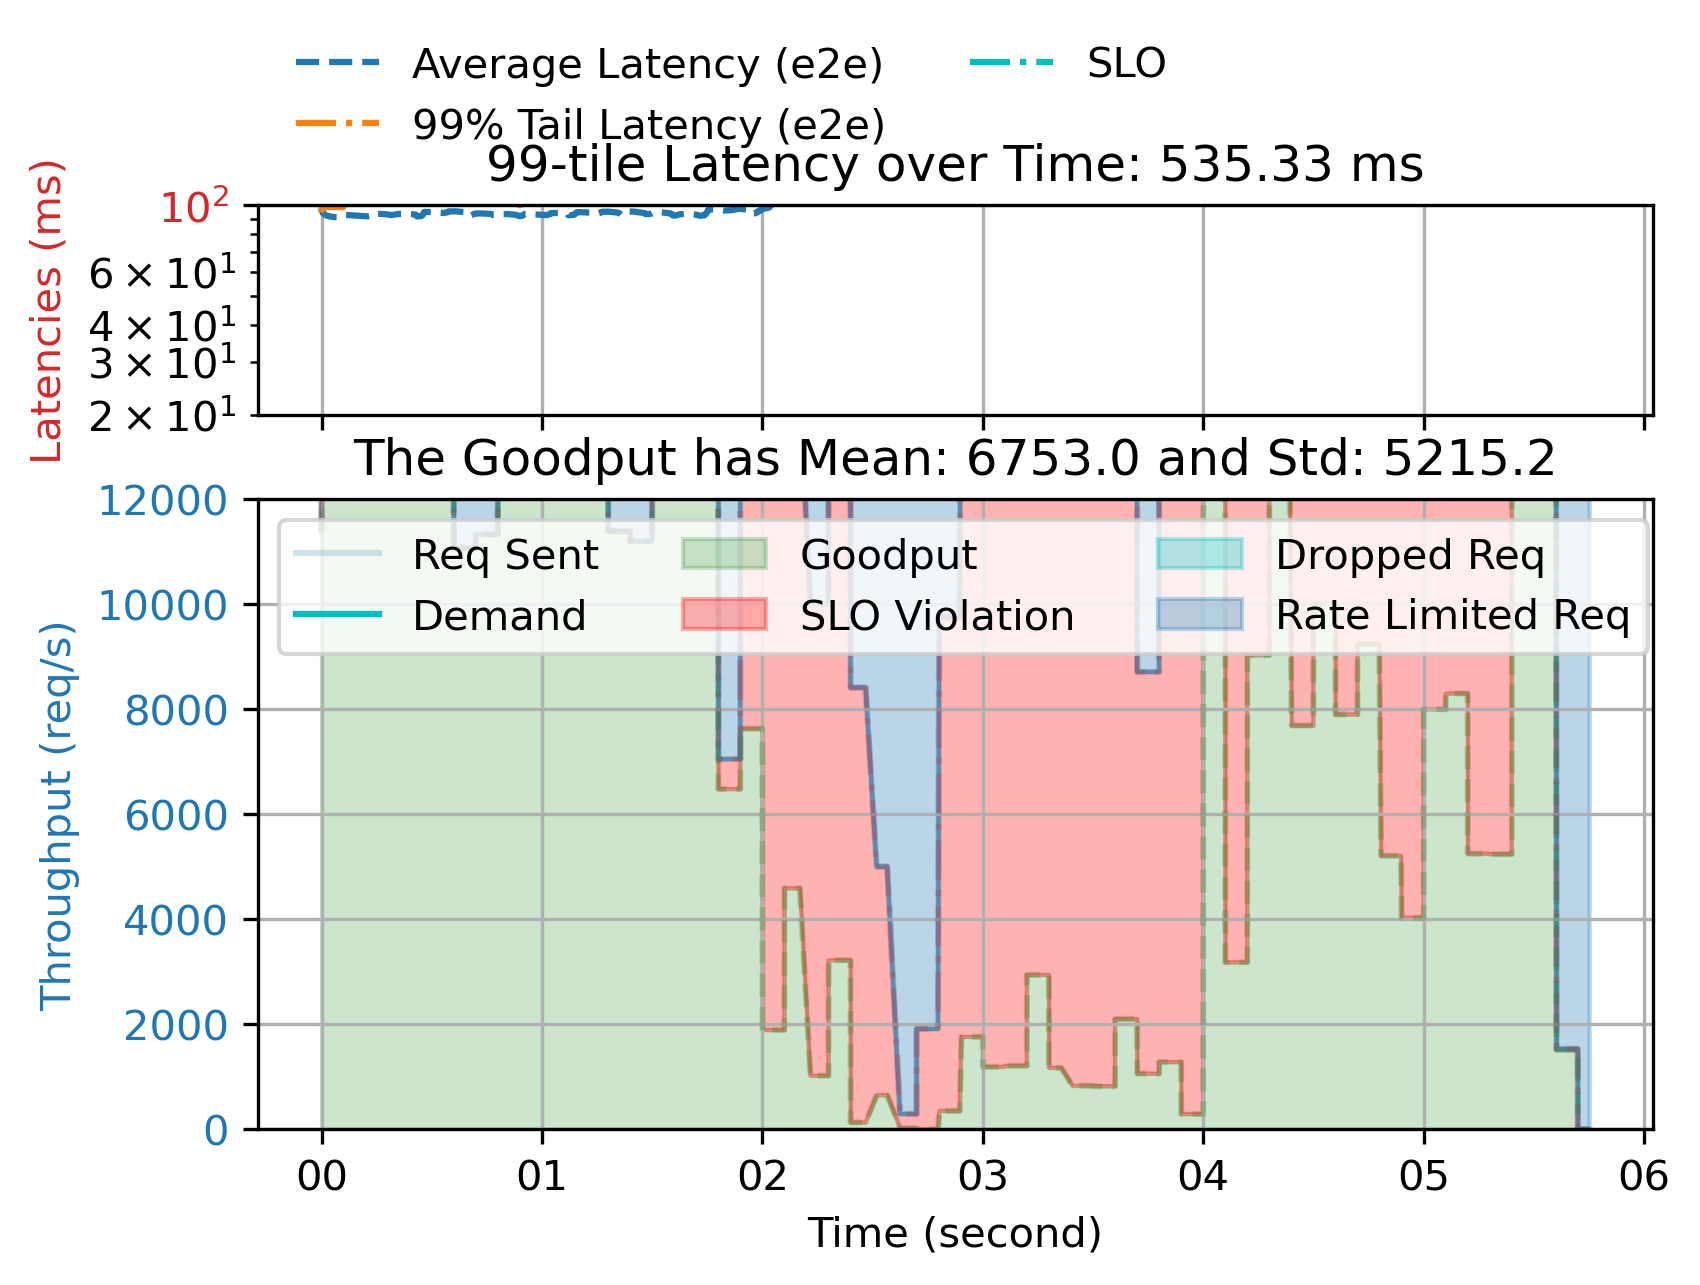 Average Latency (e2e)
SLO
99% Tail Latency (e2e)
99-tile Latency over Time: 535.33 ms
Latencies (ms)
10²
6 × 10¹
4 × 10¹
3 × 10¹
2 × 10¹
The Goodput has Mean: 6753.0 and Std: 5215.2
Throughput (req/s)
12000
10000
8000
6000
4000
2000
0
Req Sent
Goodput
Dropped Req
Demand
SLO Violation
Rate Limited Req
00 01 02 03 04 05 06
Time (second)